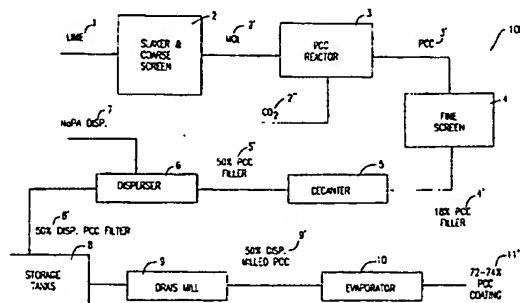 LIME 1
2
SLAKER &
COARSE
SCREEN
MOL 2'
3
PCC
REACTOR
PCC 3'
10
CO2 2"
4
FINE
SCREEN
18% PCC 4'
FILLER
5
DECANTER
50% PCC 5'
FILLER
NaPA DISP. 7
6
DISPERSER
50% DISP. PCC FILTER 6'
8
STORAGE
TANKS
9
DRAIS MILL
50% DISP. 9'
MILLED PCC
10
EVAPORATOR
72-74% 11'
PCC
COATING